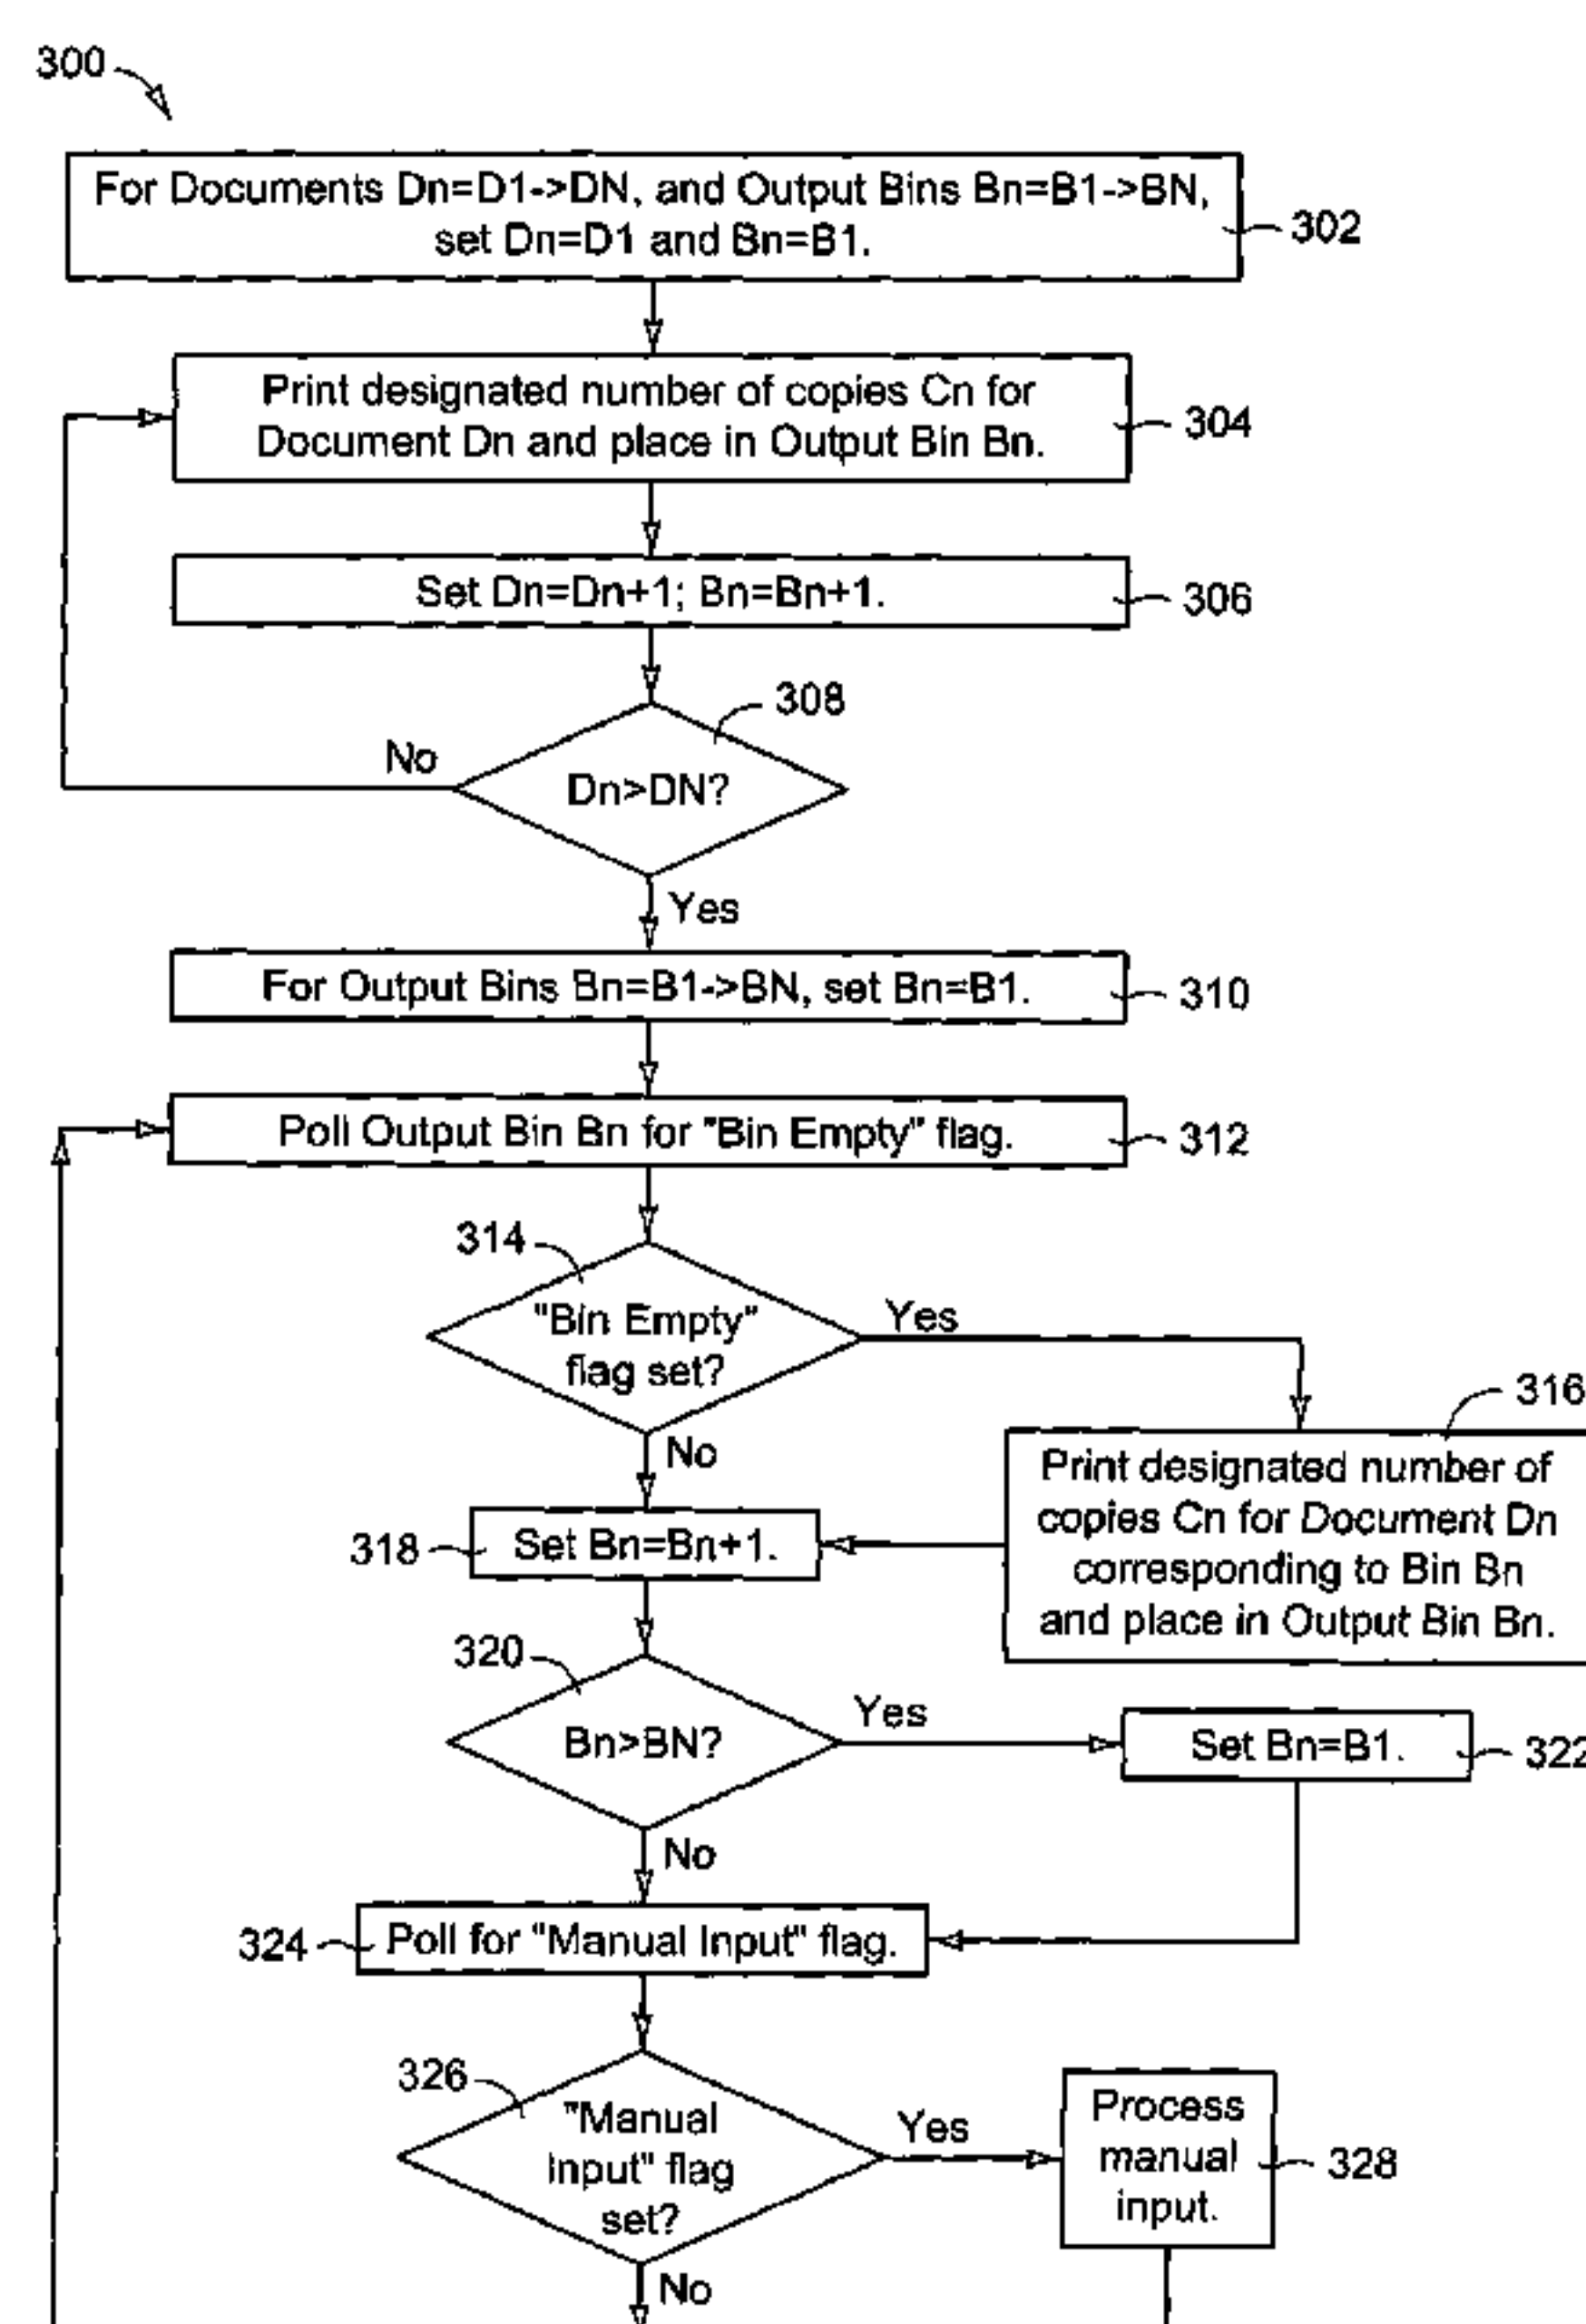 300
For Documents Dn=D1->DN, and Output Bins Bn=B1->BN,
set Dn=D1 and Bn=B1.
302
Print designated number of copies Cn for
Document Dn and place in Output Bin Bn.
304
Set Dn=Dn+1; Bn=Bn+1.
306
308
No
Dn>DN?
Yes
For Output Bins Bn=B1->BN, set Bn=B1.
310
Poll Output Bin Bn for "Bin Empty" flag.
312
314
"Bin Empty"
flag set?
Yes
No
316
Print designated number of
copies Cn for Document Dn
corresponding to Bin Bn
and place in Output Bin Bn.
318
Set Bn=Bn+1.
320
Bn>BN?
Yes
Set Bn=B1.
322
No
324
Poll for "Manual Input" flag.
326
"Manual
Input" flag
set?
Yes
Process
manual
input.
328
No